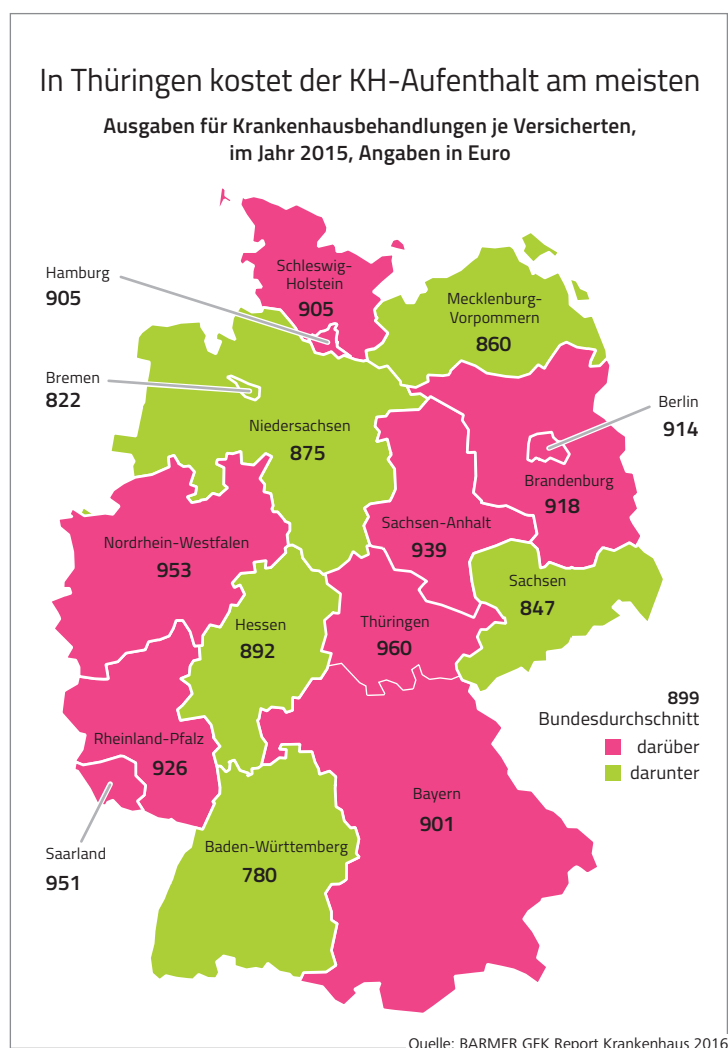 In Thüringen kostet der KH-Aufenthalt am meisten
Ausgaben für Krankenhausbehandlungen je Versicherten,
im Jahr 2015, Angaben in Euro
Hamburg
905
Schleswig-
Holstein
905
Mecklenburg-
Vorpommern
860
Bremen
822
Niedersachsen
875
Berlin
914
Brandenburg
918
Sachsen-Anhalt
939
Nordrhein-Westfalen
953
Sachsen
847
Hessen
892
Thüringen
960
899
Bundesdurchschnitt
darüber
darunter
Rheinland-Pfalz
926
Bayern
901
Saarland
951
Baden-Württemberg
780
Quelle: BARMER GEK Report Krankenhaus 2016